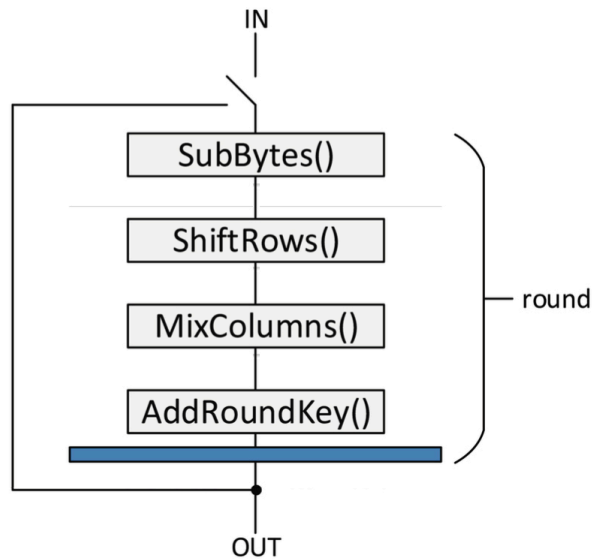 IN
SubBytes()
ShiftRows()
MixColumns()
round
AddRoundKey()
OUT